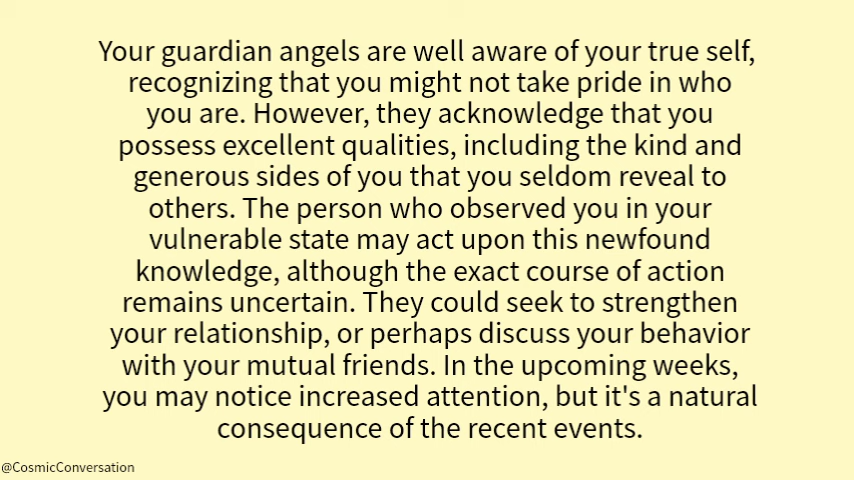 Your guardian angels are well aware of your true self,
recognizing that you might not take pride in who
you are. However, they acknowledge that you
possess excellent qualities, including the kind and
generous sides of you that you seldom reveal to
others. The person who observed you in your
vulnerable state may act upon this newfound
knowledge, although the exact course of action
remains uncertain. They could seek to strengthen
your relationship, or perhaps discuss your behavior
with your mutual friends. In the upcoming weeks,
you may notice increased attention, but it's a natural
consequence of the recent events.
@CosmicConversation